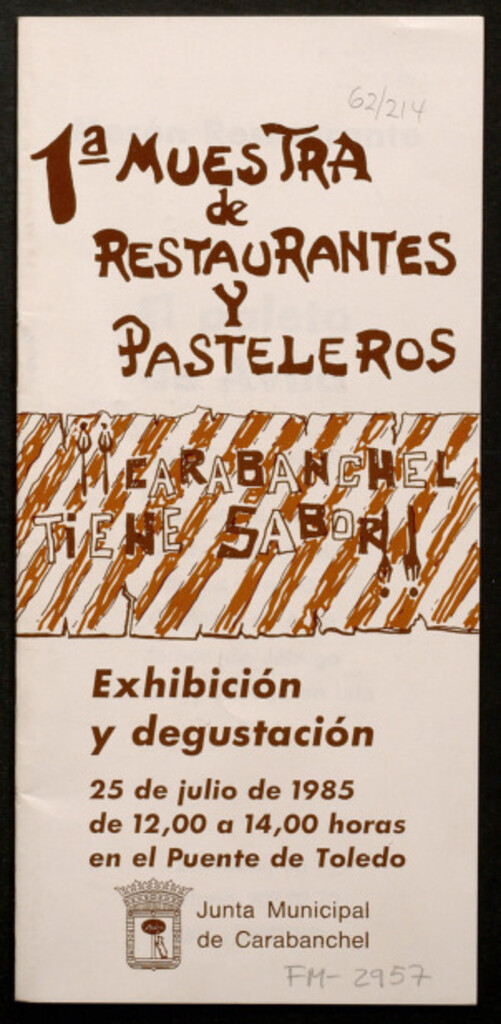 62/214
1ª MUESTRA
de
RESTAURANTES
Y
PASTELEROS
¡¡CARABANCHEL
TIENE SABOR!!
Exhibición
y degustación
25 de julio de 1985
de 12,00 a 14,00 horas
en el Puente de Toledo
Junta Municipal
de Carabanchel
FM-2957